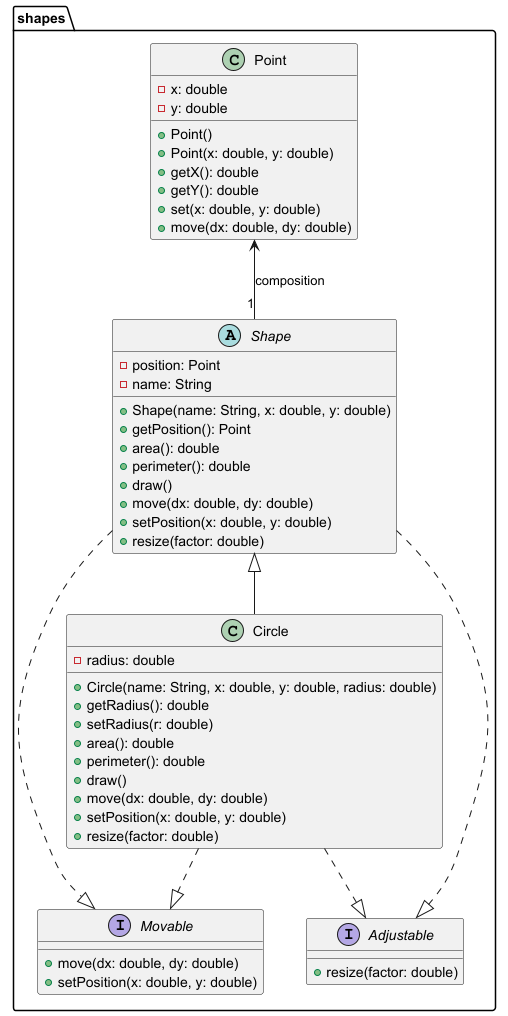 shapes
C Point
x: double
y: double
Point()
Point(x: double, y: double)
getX(): double
getY(): double
set(x: double, y: double)
move(dx: double, dy: double)
composition
1
A Shape
position: Point
name: String
Shape(name: String, x: double, y: double)
getPosition(): Point
area(): double
perimeter(): double
draw()
move(dx: double, dy: double)
setPosition(x: double, y: double)
resize(factor: double)
C Circle
radius: double
Circle(name: String, x: double, y: double, radius: double)
getRadius(): double
setRadius(r: double)
area(): double
perimeter(): double
draw()
move(dx: double, dy: double)
setPosition(x: double, y: double)
resize(factor: double)
I Movable
move(dx: double, dy: double)
setPosition(x: double, y: double)
I Adjustable
resize(factor: double)